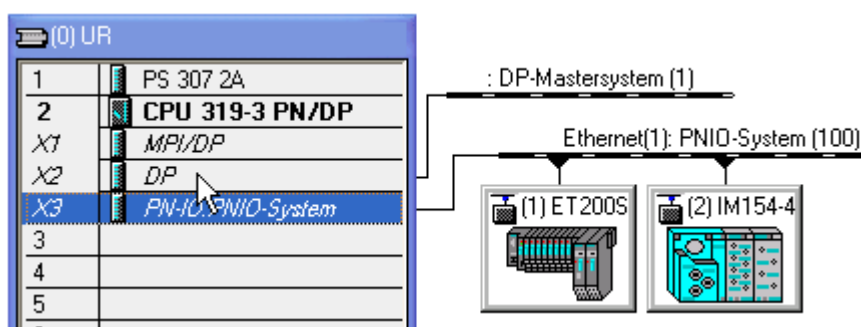 (0) UR
1 PS 307 2A
2 CPU 319-3 PN/DP
X1 MPI/DP
X2 DP
X3 PN-IO:PNIO-System
3
4
5
: DP-Mastersystem (1)
Ethernet(1): PNIO-System (100)
(1) ET200S
(2) IM154-4